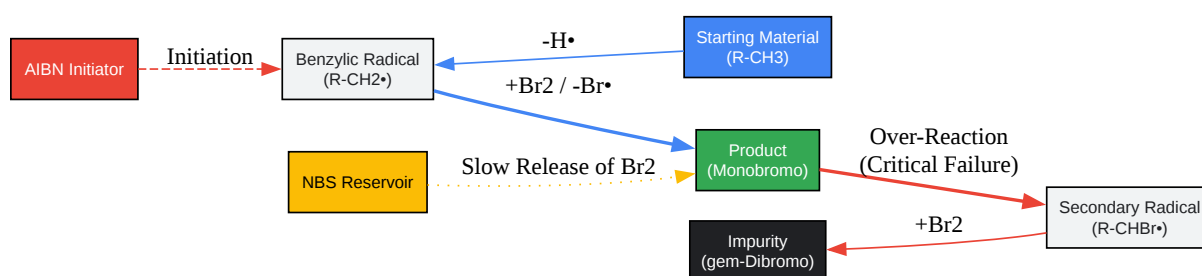 AIBN Initiator
Initiation
Benzylic Radical
(R-CH2•)
-H•
Starting Material
(R-CH3)
+Br2 / -Br•
NBS Reservoir
Slow Release of Br2
Product
(Monobromo)
Over-Reaction
(Critical Failure)
Secondary Radical
(R-CHBr•)
+Br2
Impurity
(gem-Dibromo)